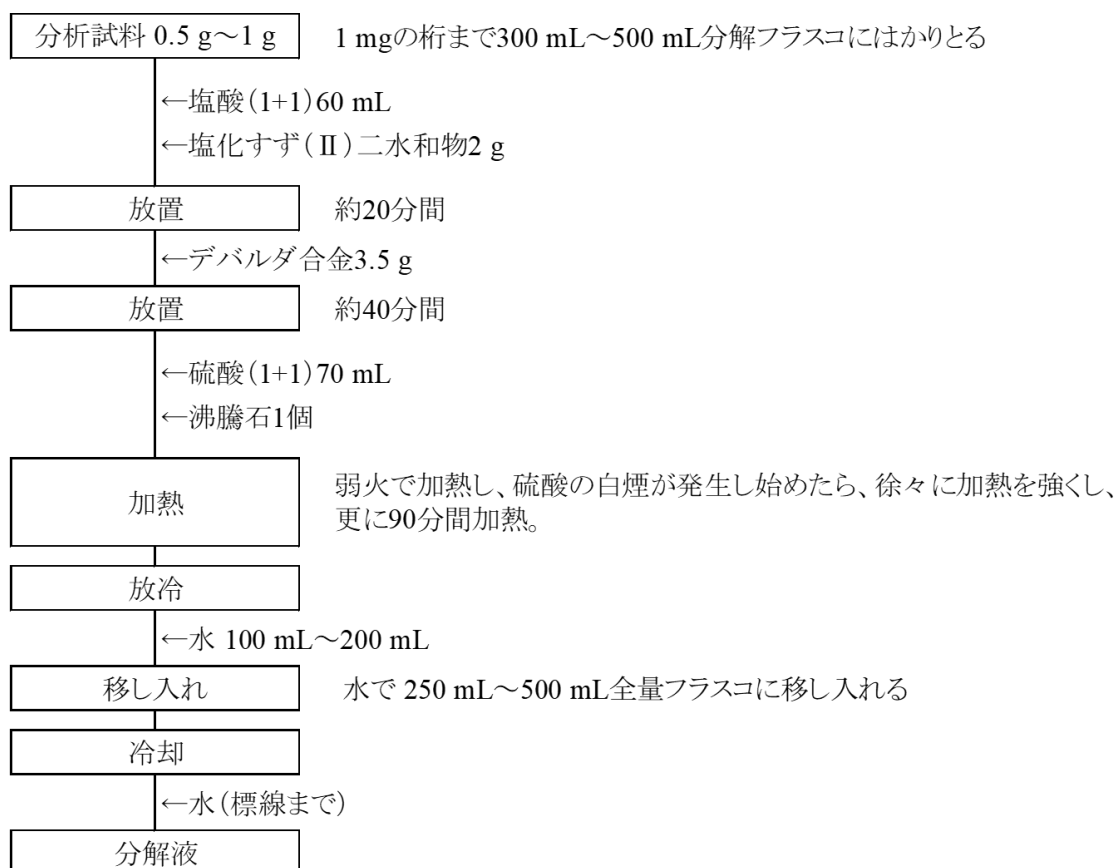 分析試料 0.5 g～1 g
1 mgの桁まで300 mL～500 mL分解フラスコにはかりとる
←塩酸(1+1)60 mL
←塩化すず(Ⅱ)二水和物2 g
放置
約20分間
←デバルダ合金3.5 g
放置
約40分間
←硫酸(1+1)70 mL
←沸騰石1個
加熱
弱火で加熱し、硫酸の白煙が発生し始めたら、徐々に加熱を強くし、
更に90分間加熱。
放冷
←水 100 mL～200 mL
移し入れ
水で 250 mL～500 mL全量フラスコに移し入れる
冷却
←水(標線まで)
分解液